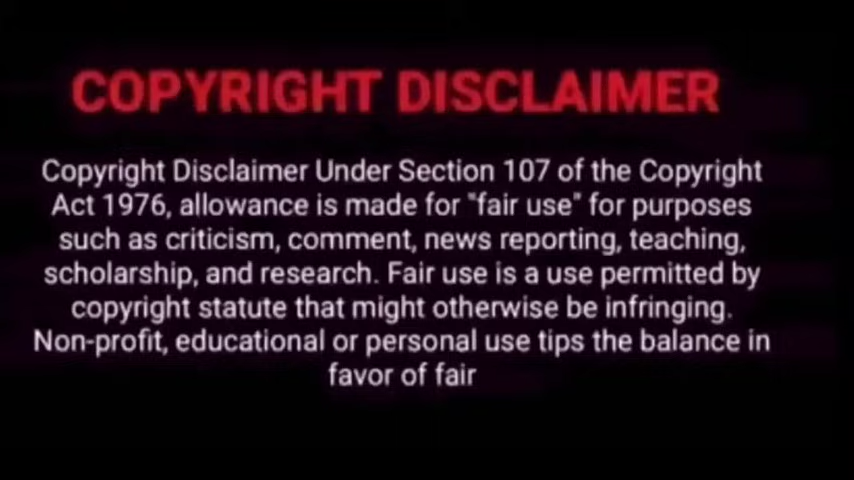 COPYRIGHT DISCLAIMER
Copyright Disclaimer Under Section 107 of the Copyright
Act 1976, allowance is made for "fair use" for purposes
such as criticism, comment, news reporting, teaching,
scholarship, and research. Fair use is a use permitted by
copyright statute that might otherwise be infringing.
Non-profit, educational or personal use tips the balance in
favor of fair